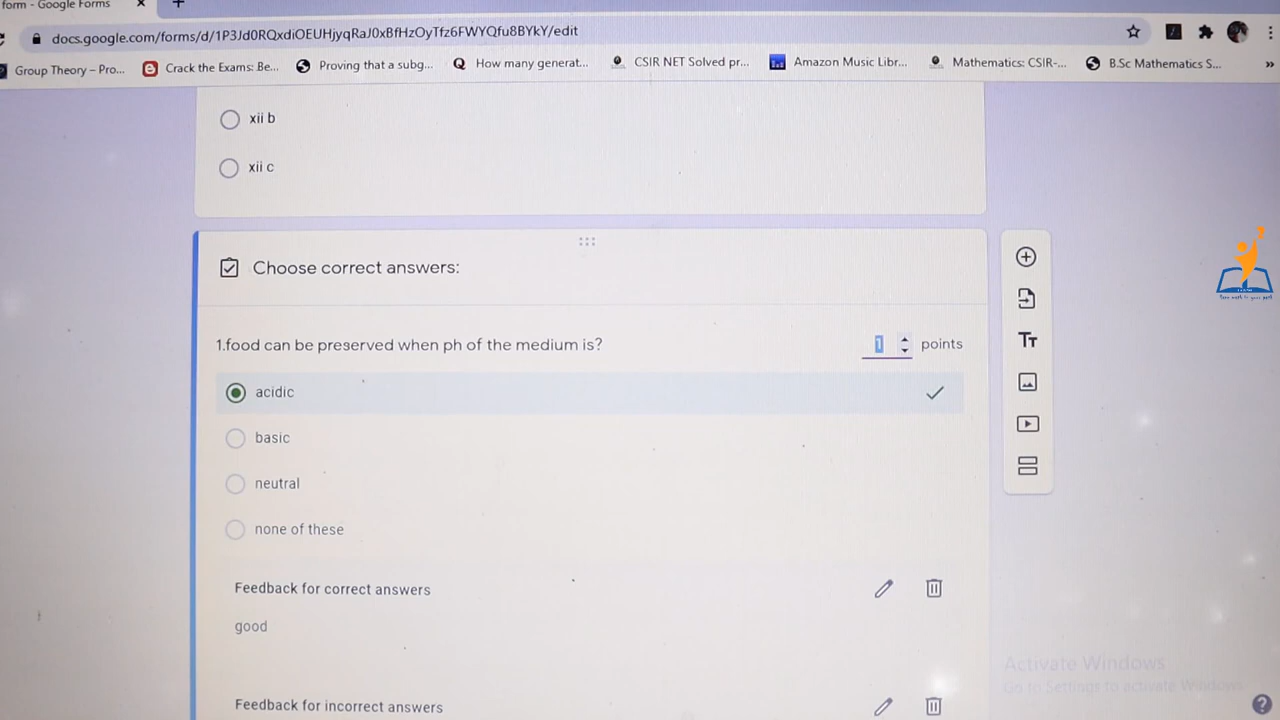 form - Google Forms
docs.google.com/forms/d/1P3Jd0RQxdiOEUHjyqRaJ0xBfHzOyTfz6FWYQfu8BYkY/edit
Group Theory – Pro...
Crack the Exams: Be...
Proving that a subg...
How many generat...
CSIR NET Solved pr...
Amazon Music Libr...
Mathematics: CSIR-...
B.Sc Mathematics S...
xii b
xii c
Choose correct answers:
1.food can be preserved when ph of the medium is?
1 points
acidic
basic
neutral
none of these
Feedback for correct answers
good
Feedback for incorrect answers
Activate Windows
Go to Settings to activate Windows.